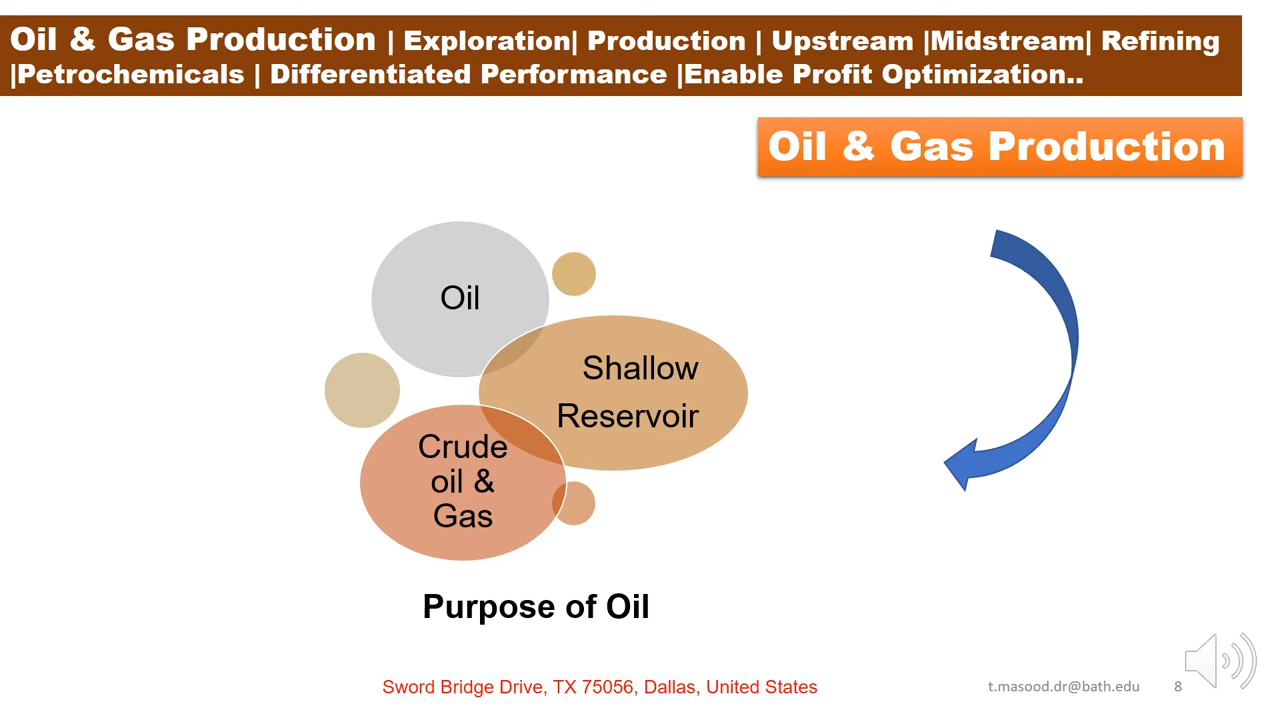 Oil & Gas Production | Exploration| Production | Upstream |Midstream| Refining
|Petrochemicals | Differentiated Performance |Enable Profit Optimization..
Oil & Gas Production
Oil
Shallow
Reservoir
Crude
oil &
Gas
Purpose of Oil
Sword Bridge Drive, TX 75056, Dallas, United States
t.masood.dr@bath.edu
8